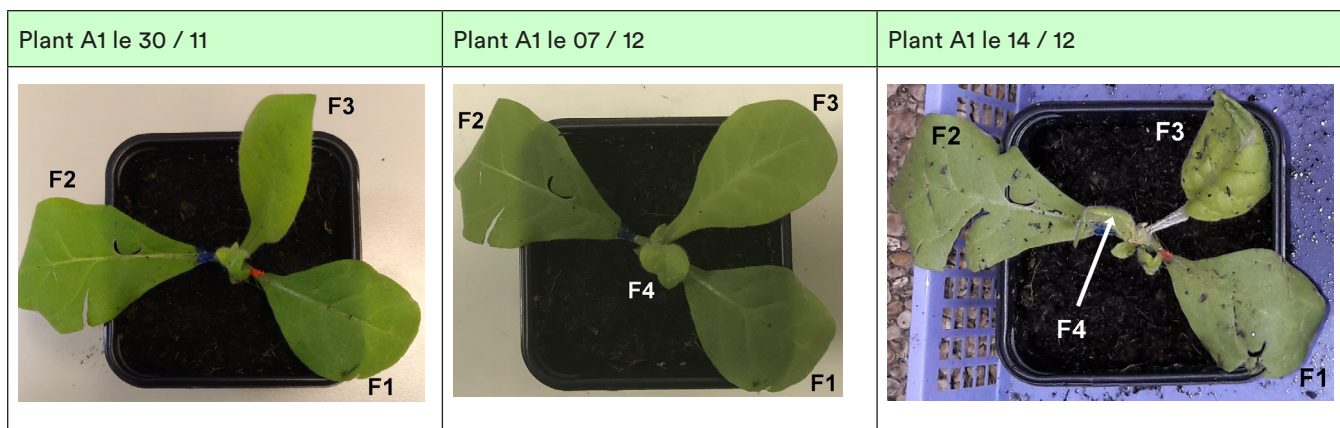 Plant A1 le 30 / 11
Plant A1 le 07 / 12
Plant A1 le 14 / 12
F3
F2
F1
F2
F3
F4
F1
F2
F3
F4
F1